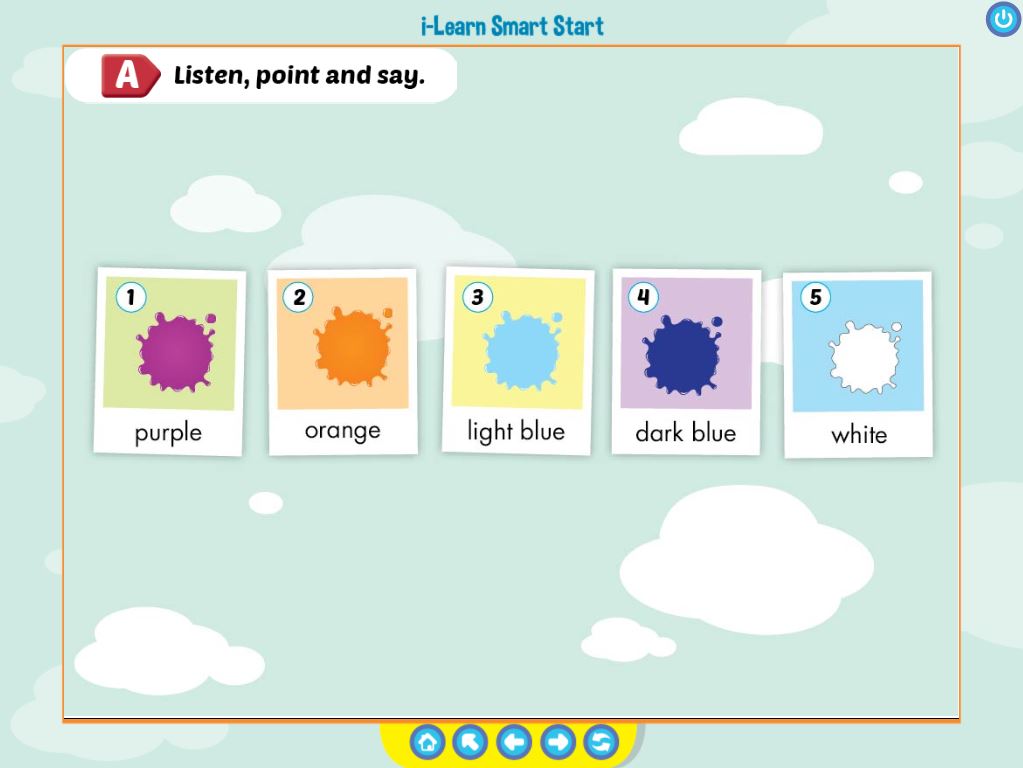 i-Learn Smart Start
A Listen, point and say.
1
purple
2
orange
3
light blue
4
dark blue
5
white